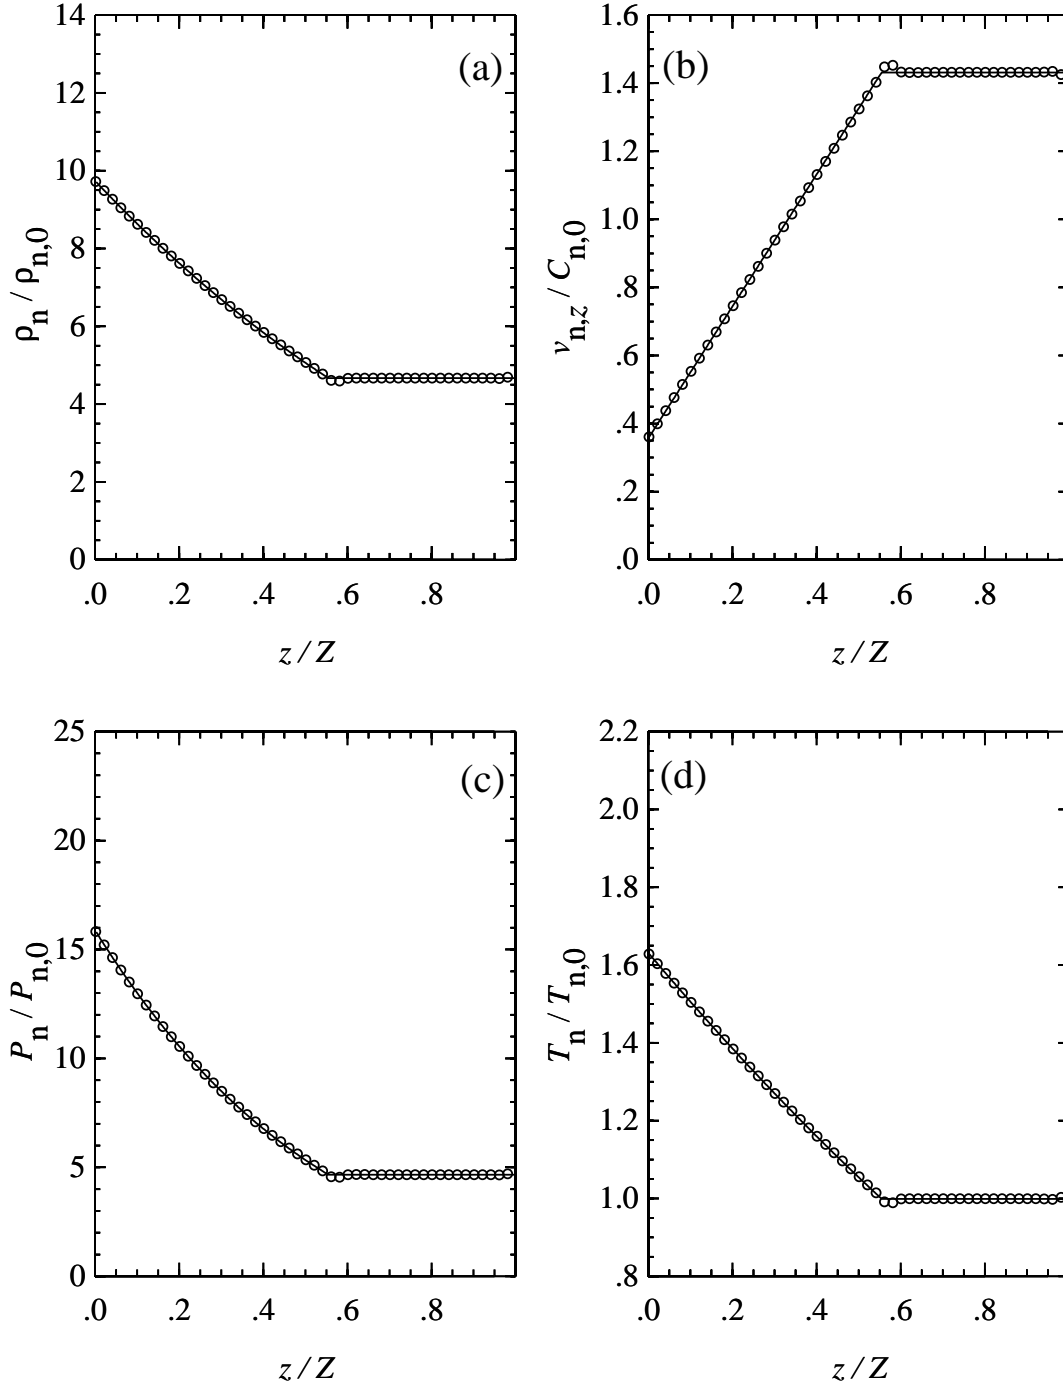 14
12
10
8
6
4
2
0
ρn / ρn,0
(a)
.0 .2 .4 .6 .8
z / Z
1.6
1.4
1.2
1.0
.8
.6
.4
.2
.0
vn,z / Cn,0
(b)
.0 .2 .4 .6 .8
z / Z
25
20
15
10
5
0
Pn / Pn,0
(c)
.0 .2 .4 .6 .8
z / Z
2.2
2.0
1.8
1.6
1.4
1.2
1.0
.8
Tn / Tn,0
(d)
.0 .2 .4 .6 .8
z / Z